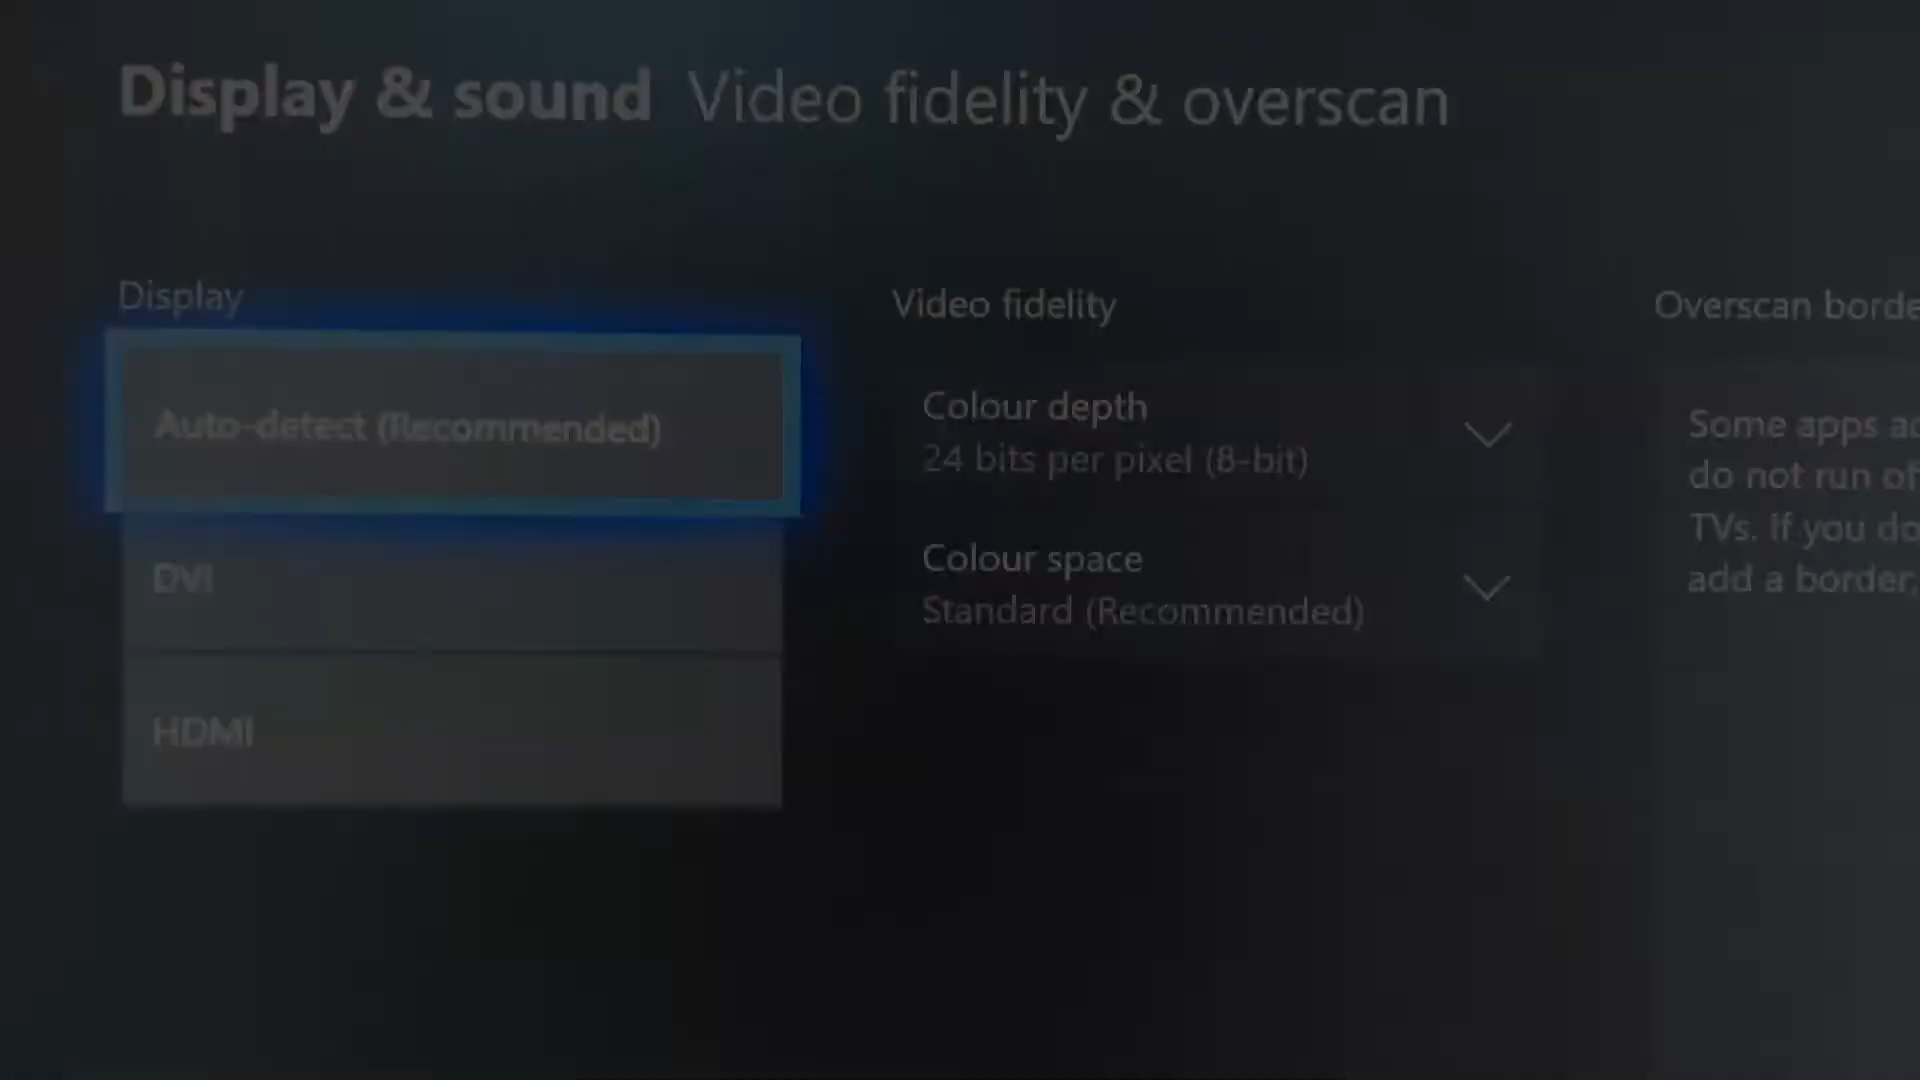 Display & sound Video fidelity & overscan
Display
Auto-detect (Recommended)
DVI
HDMI
Video fidelity
Colour depth
24 bits per pixel (8-bit)
Colour space
Standard (Recommended)
Overscan
Some apps
do not run
TVs. If you
add a border,